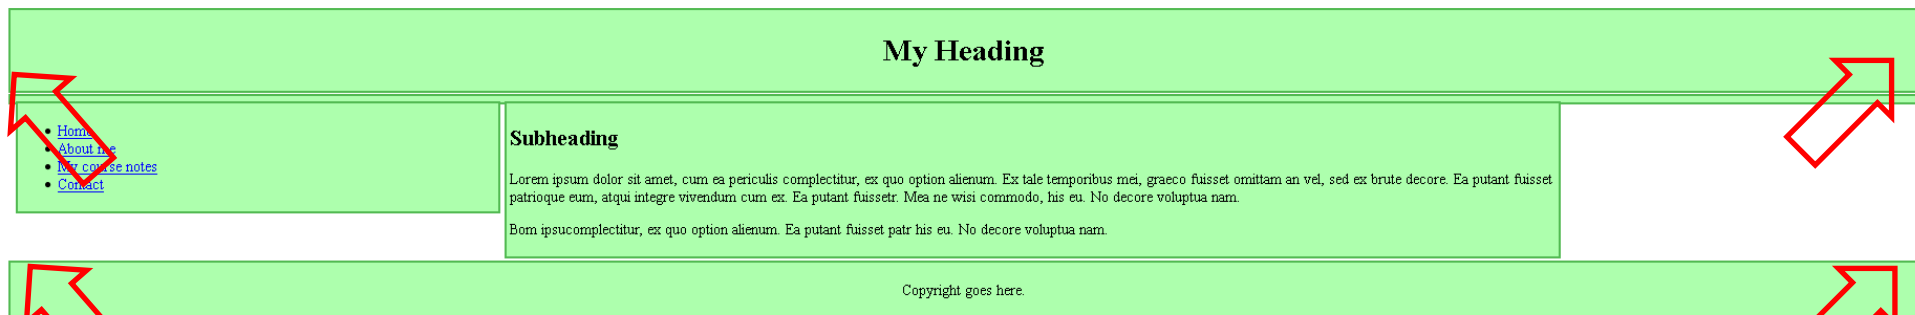 My Heading
Home
About me
My course notes
Contact
Subheading
Lorem ipsum dolor sit amet, cum ea periculis complectitur, ex quo option alienum. Ex tale temporibus mei, graeco fuisset omittam an vel, sed ex brute decore. Ea putant fuisset
patrioque eum, atqui integre vivendum cum ex. Ea putant fuissetr. Mea ne wisi commodo, his eu. No decore voluptua nam.
Bom ipsucomplectitur, ex quo option alienum. Ea putant fuisset patr his eu. No decore voluptua nam.
Copyright goes here.